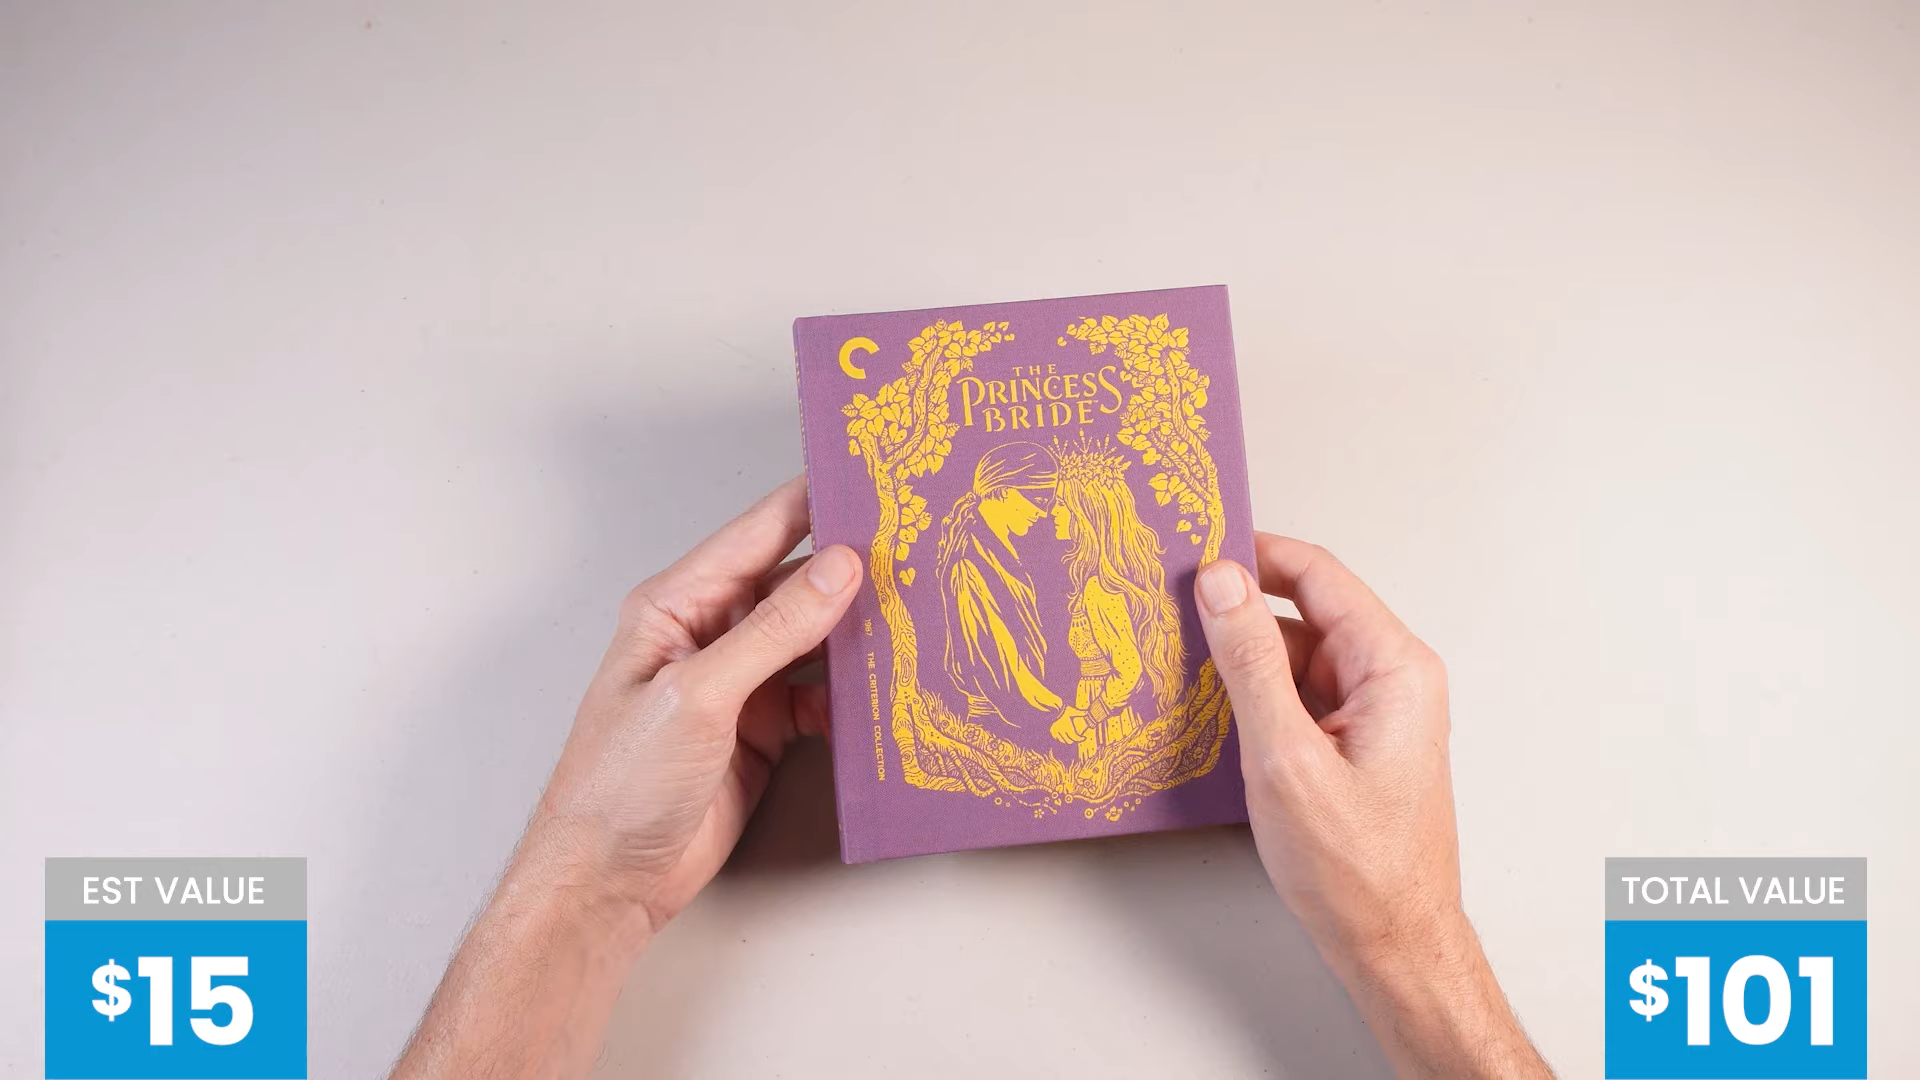 THE
PRINCESS
BRIDE
1987 THE CRITERION COLLECTION
EST VALUE
$15
TOTAL VALUE
$101